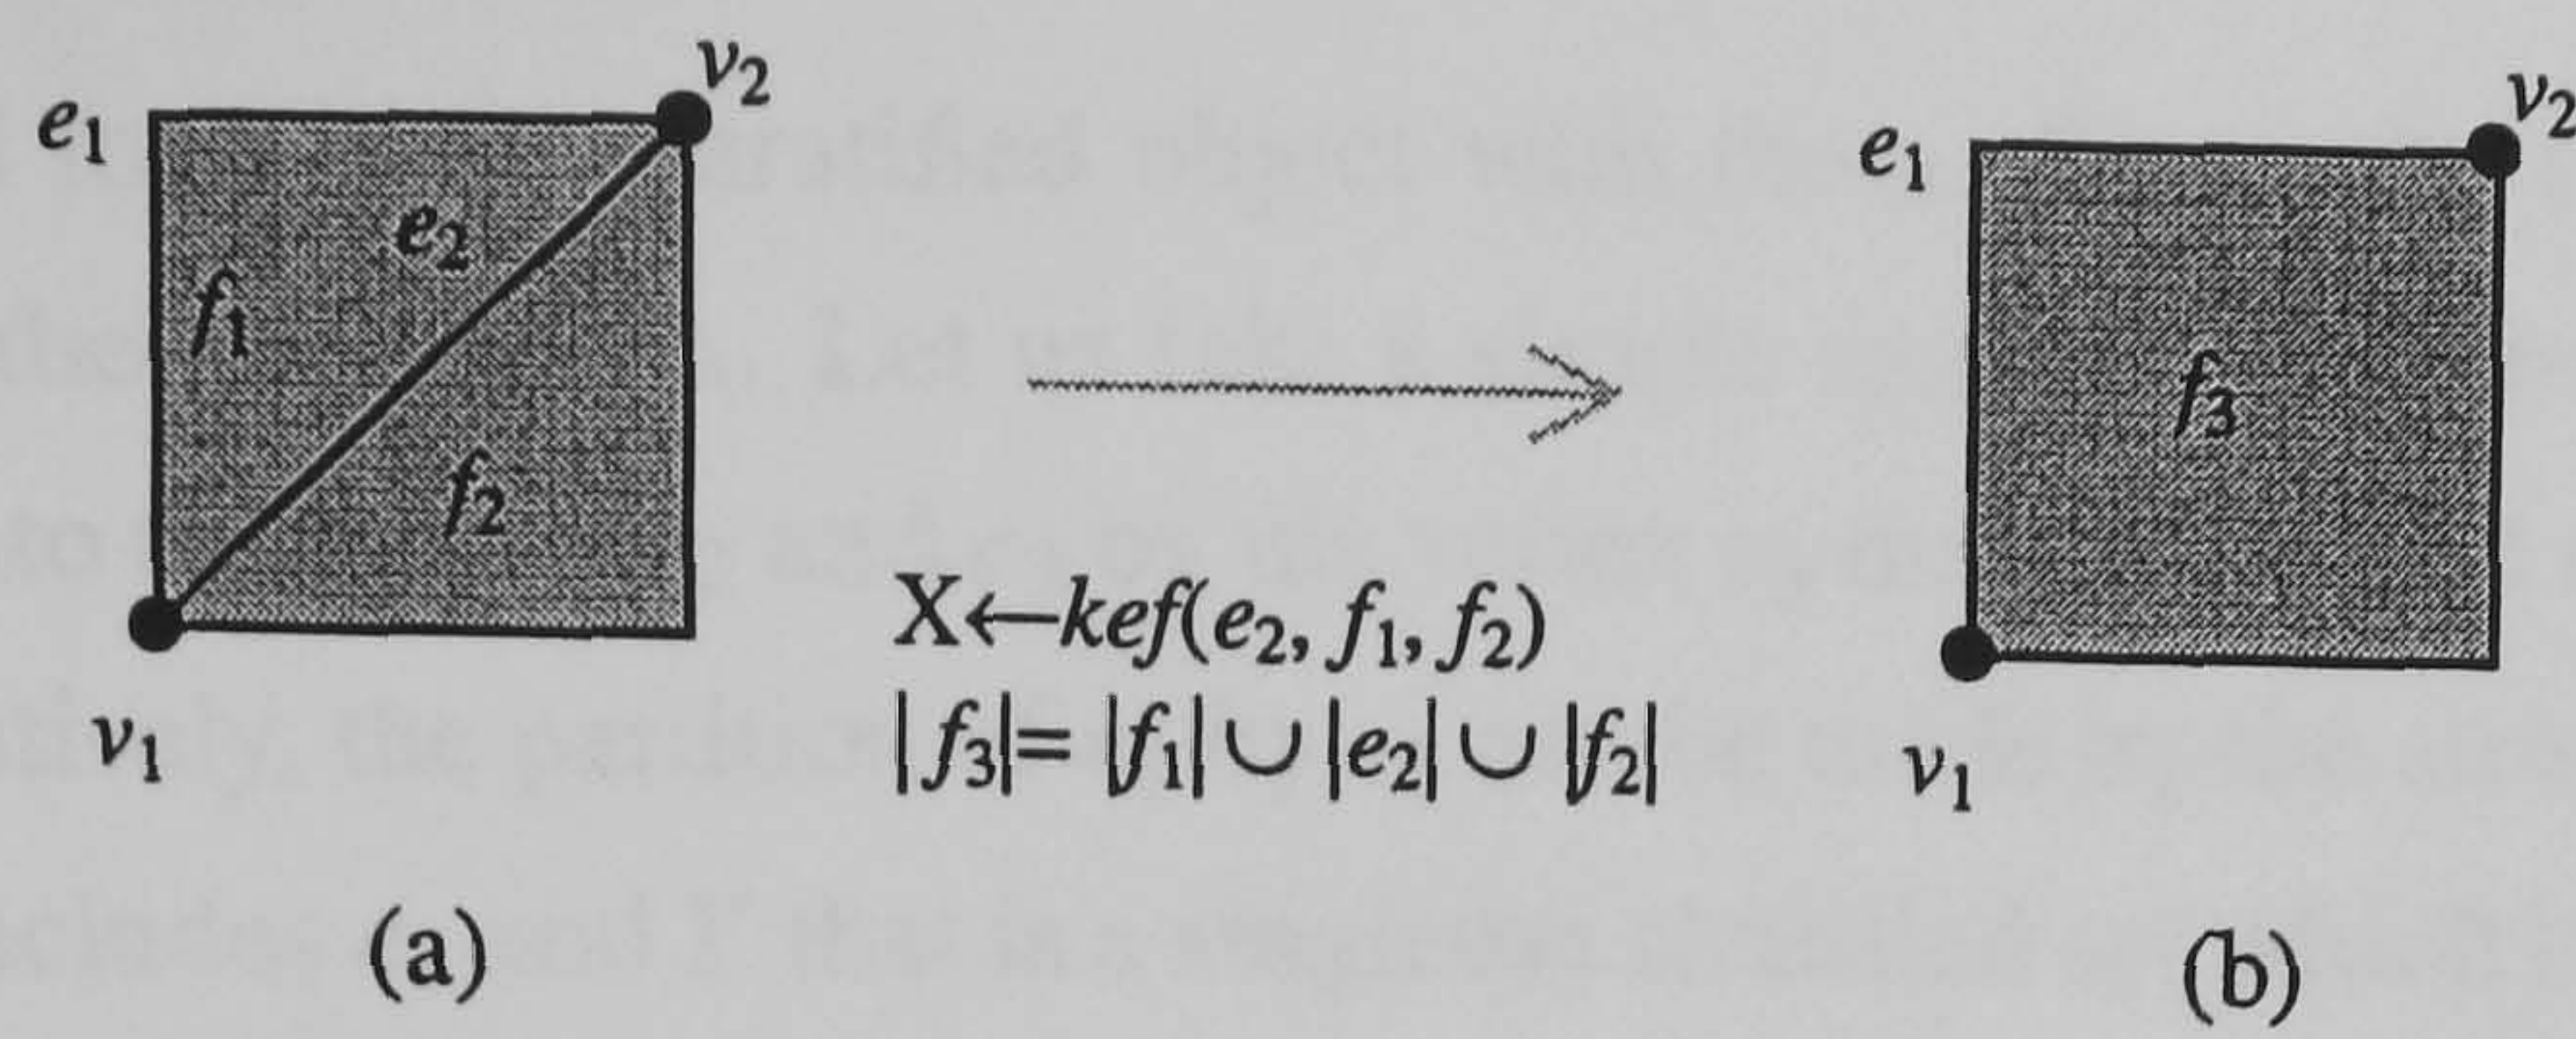 v₂
e₁
e₂
f₁
f₂
v₁
(a)
X←kef(e₂, f₁, f₂)
|f₃|= |f₁| ∪ |e₂| ∪ |f₂|
v₂
e₁
f₃
v₁
(b)